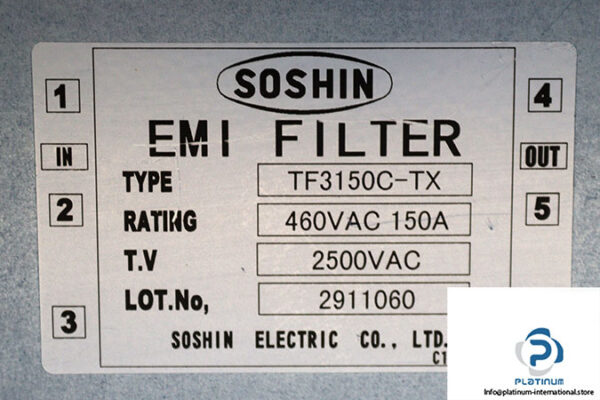 SOSHIN
EMI FILTER
1
4
IN
OUT
2
5
3
TYPE TF3150C-TX
RATING 460VAC 150A
T.V 2500VAC
LOT.No, 2911060
SOSHIN ELECTRIC CO., LTD.
C1
PLATINUM
Info@platinum-international.store